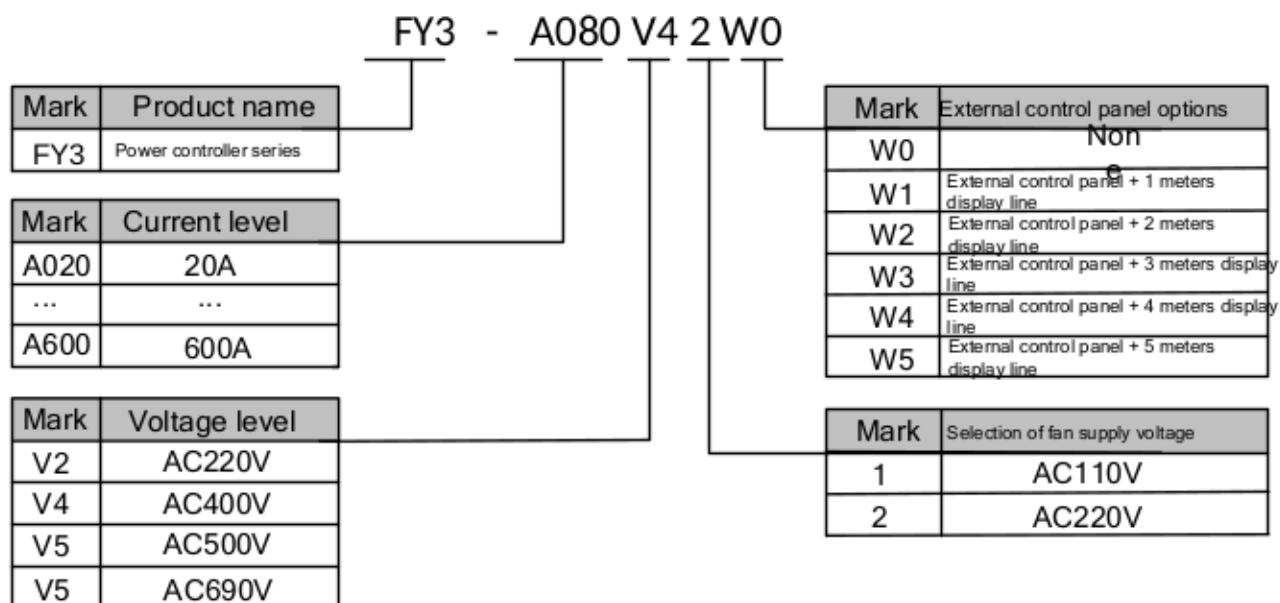 FY3 - A080 V4 2 W0
Mark Product name
FY3 Power controller series
Mark Current level
A020 20A
... ...
A600 600A
Mark Voltage level
V2 AC220V
V4 AC400V
V5 AC500V
V5 AC690V
Mark External control panel options
W0 Non
e
W1 External control panel + 1 meters
display line
W2 External control panel + 2 meters
display line
W3 External control panel + 3 meters display
line
W4 External control panel + 4 meters display
line
W5 External control panel + 5 meters
display line
Mark Selection of fan supply voltage
1 AC110V
2 AC220V